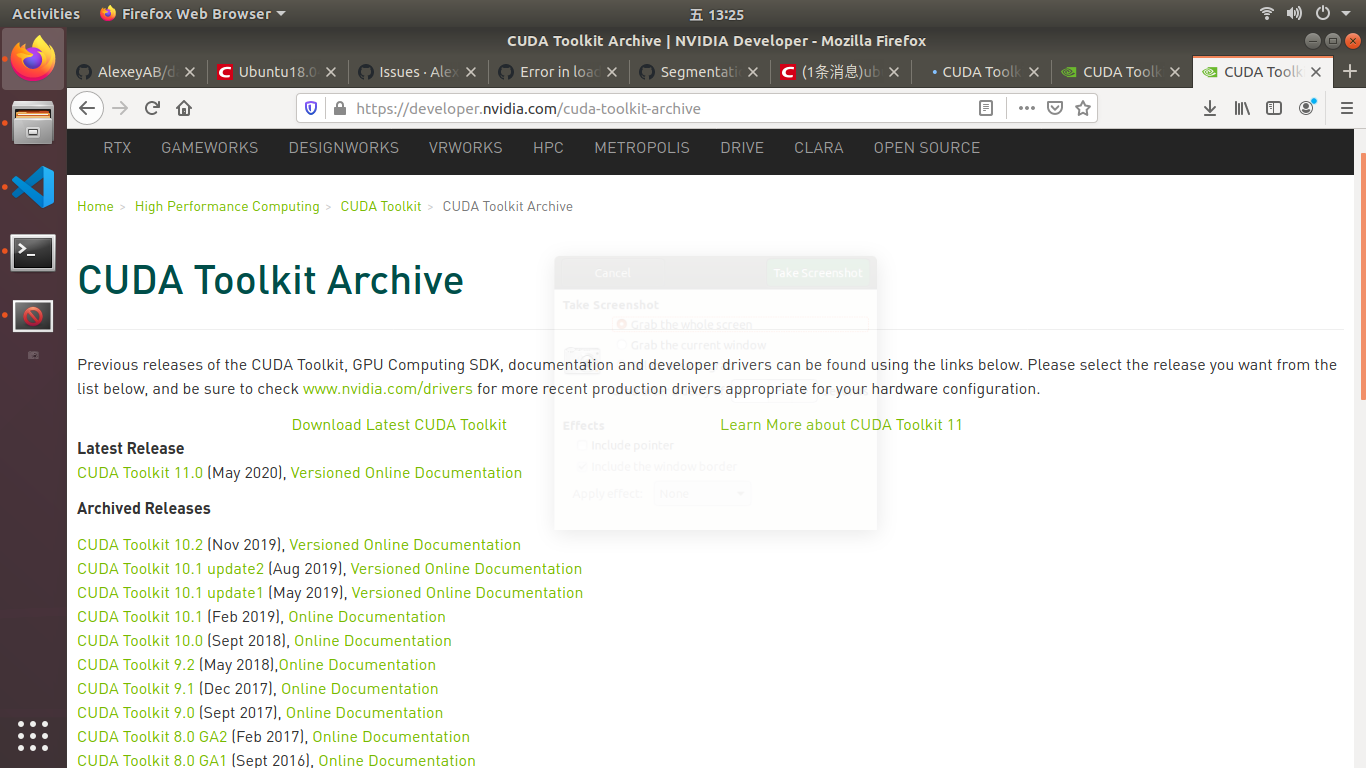 Activities Firefox Web Browser 五 13:25
CUDA Toolkit Archive | NVIDIA Developer - Mozilla Firefox
AlexeyAB/d Ubuntu18.0 Issues · Alex Error in load Segmentati (1条消息)ub CUDA Toolk CUDA Toolk CUDA Toolk
https://developer.nvidia.com/cuda-toolkit-archive
RTX GAMEWORKS DESIGNWORKS VRWORKS HPC METROPOLIS DRIVE CLARA OPEN SOURCE
Home > High Performance Computing > CUDA Toolkit > CUDA Toolkit Archive
CUDA Toolkit Archive
Cancel Take Screenshot
Take Screenshot
Grab the whole screen
Grab the current window
Effects
Include pointer
Include the window border
Apply effect: None
Previous releases of the CUDA Toolkit, GPU Computing SDK, documentation and developer drivers can be found using the links below. Please select the release you want from the
list below, and be sure to check www.nvidia.com/drivers for more recent production drivers appropriate for your hardware configuration.
Download Latest CUDA Toolkit Learn More about CUDA Toolkit 11
Latest Release
CUDA Toolkit 11.0 (May 2020), Versioned Online Documentation
Archived Releases
CUDA Toolkit 10.2 (Nov 2019), Versioned Online Documentation
CUDA Toolkit 10.1 update2 (Aug 2019), Versioned Online Documentation
CUDA Toolkit 10.1 update1 (May 2019), Versioned Online Documentation
CUDA Toolkit 10.1 (Feb 2019), Online Documentation
CUDA Toolkit 10.0 (Sept 2018), Online Documentation
CUDA Toolkit 9.2 (May 2018),Online Documentation
CUDA Toolkit 9.1 (Dec 2017), Online Documentation
CUDA Toolkit 9.0 (Sept 2017), Online Documentation
CUDA Toolkit 8.0 GA2 (Feb 2017), Online Documentation
CUDA Toolkit 8.0 GA1 (Sept 2016), Online Documentation